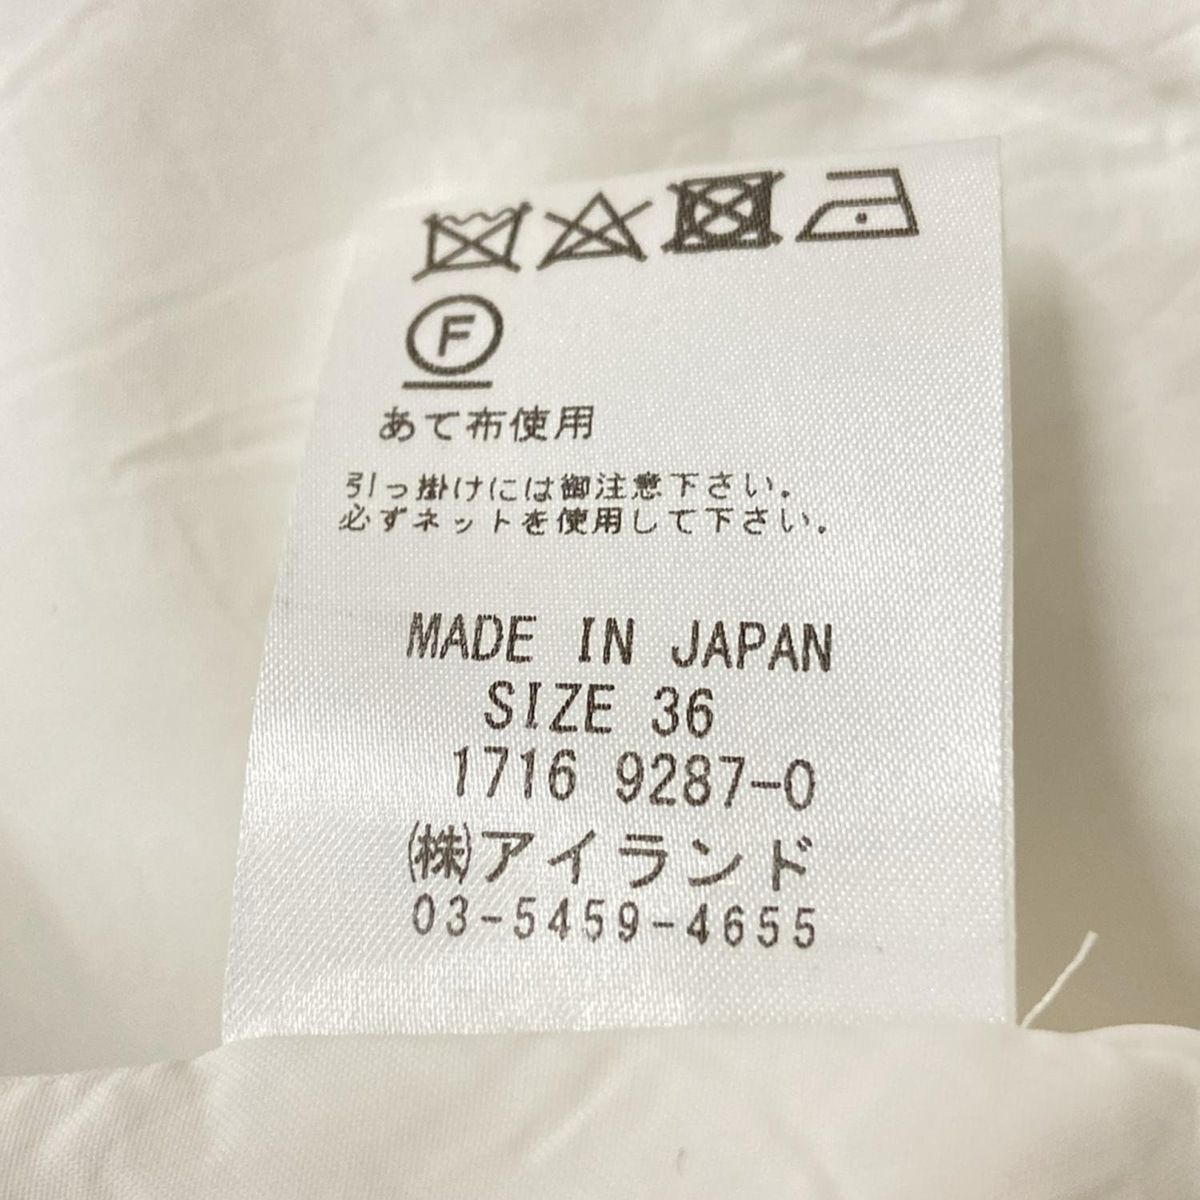 F
あて布使用
引っ掛けには御注意下さい。
必ずネットを使用して下さい。
MADE IN JAPAN
SIZE 36
1716 9287-0
(株)アイランド
03-5459-4655